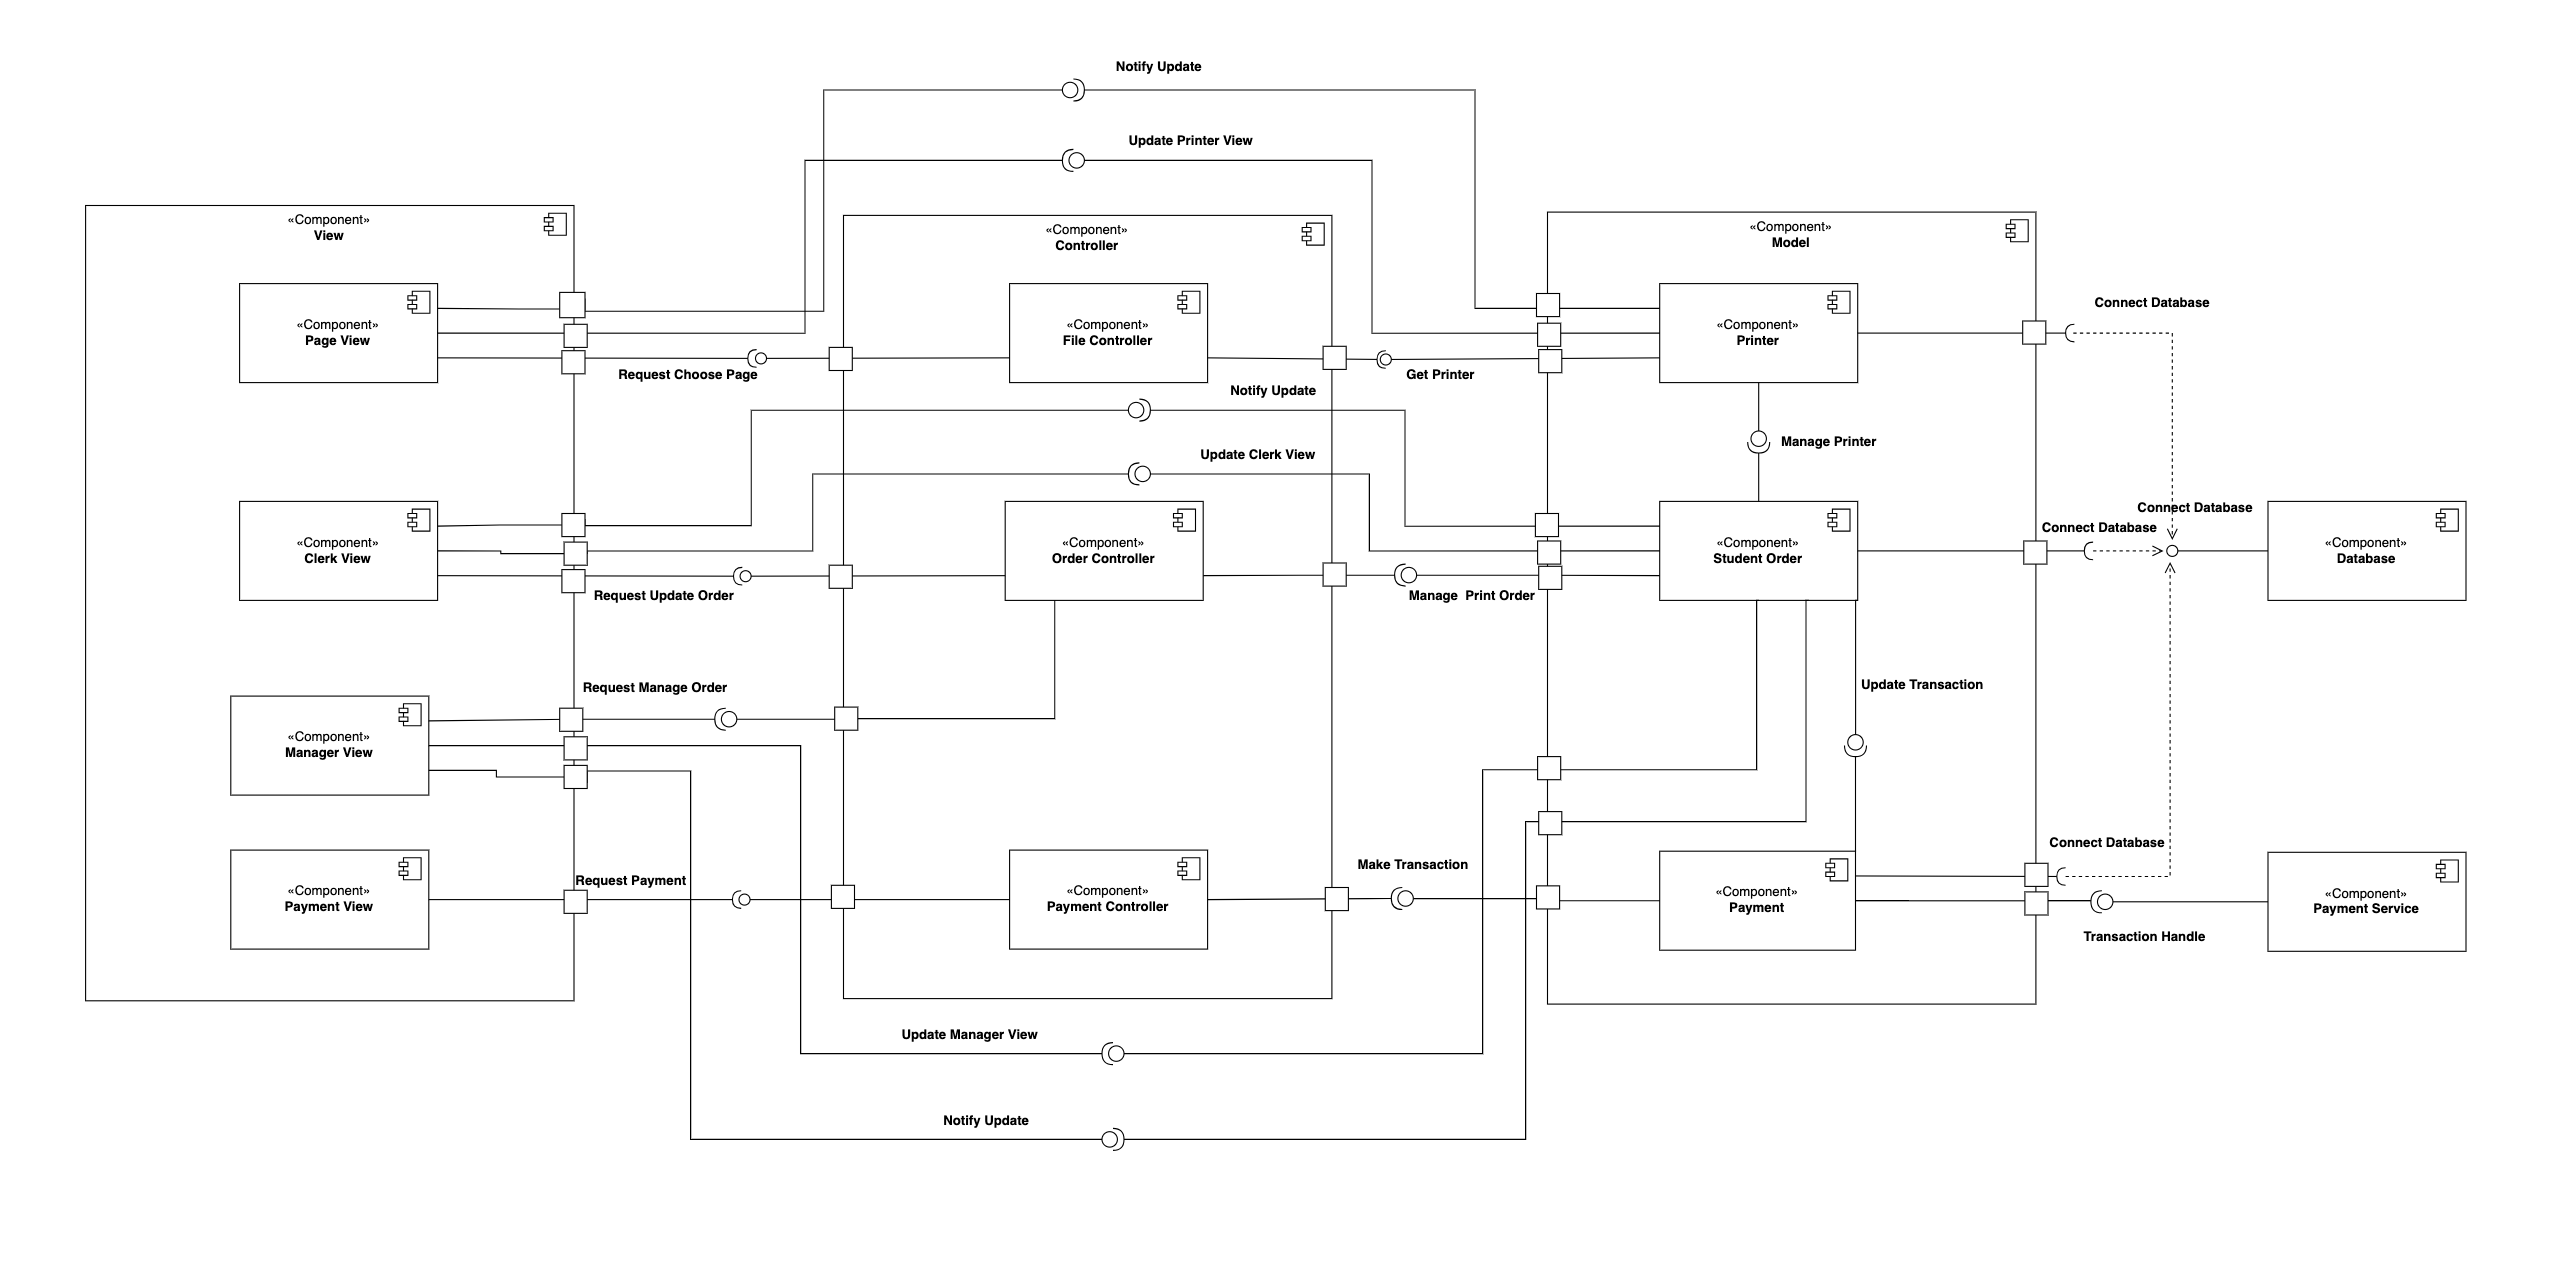 Notify Update
Update Printer View
«Component»
View
«Component»
Controller
«Component»
Model
«Component»
Page View
«Component»
File Controller
«Component»
Printer
Connect Database
Request Choose Page
Get Printer
Notify Update
Manage Printer
Update Clerk View
«Component»
Clerk View
«Component»
Order Controller
«Component»
Student Order
Connect Database
Connect Database
«Component»
Database
Request Update Order
Manage  Print Order
Request Manage Order
Update Transaction
«Component»
Manager View
Connect Database
Request Payment
Make Transaction
«Component»
Payment View
«Component»
Payment Controller
«Component»
Payment
«Component»
Payment Service
Transaction Handle
Update Manager View
Notify Update